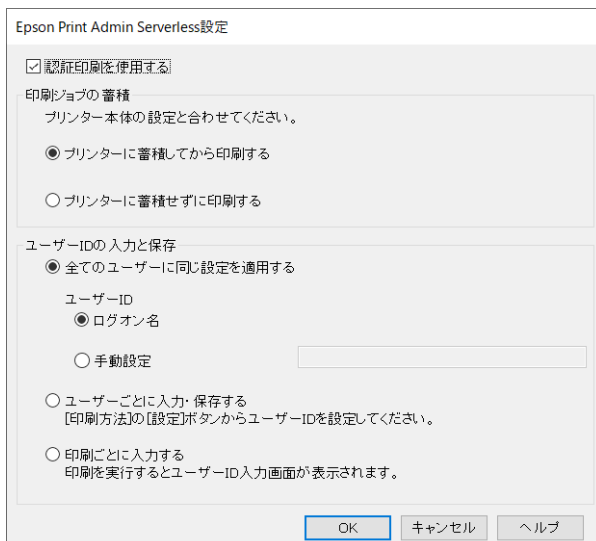 Epson Print Admin Serverless設定
認証印刷を使用する
印刷ジョブの蓄積
プリンター本体の設定と合わせてください。
プリンターに蓄積してから印刷する
プリンターに蓄積せずに印刷する
ユーザーIDの入力と保存
全てのユーザーに同じ設定を適用する
ユーザーID
ログオン名
手動設定
ユーザーごとに入力・保存する
[印刷方法]の[設定]ボタンからユーザーIDを設定してください。
印刷ごとに入力する
印刷を実行するとユーザーID入力画面が表示されます。
OK キャンセル ヘルプ